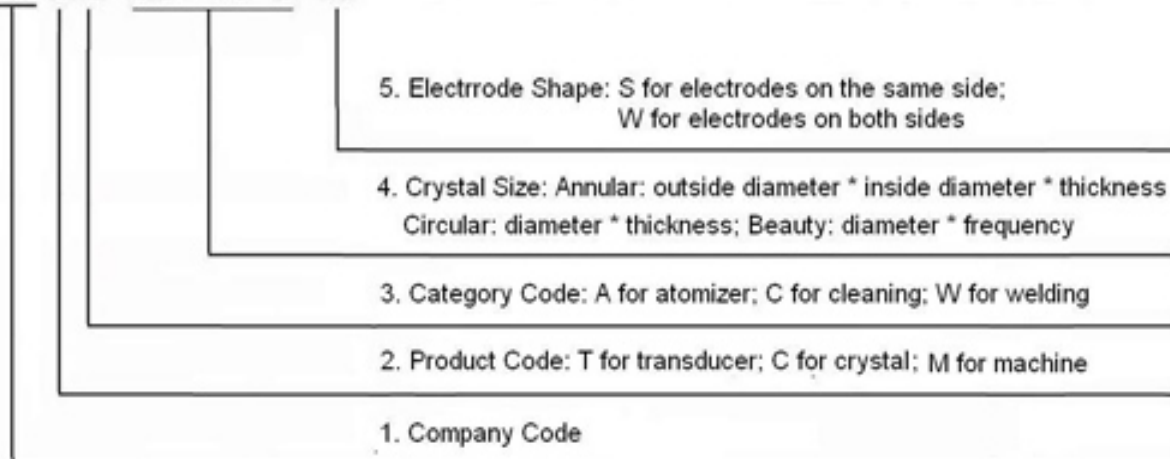 5. Electrrode Shape: S for electrodes on the same side;
W for electrodes on both sides
4. Crystal Size: Annular: outside diameter * inside diameter * thickness
Circular: diameter * thickness; Beauty: diameter * frequency
3. Category Code: A for atomizer; C for cleaning; W for welding
2. Product Code: T for transducer; C for crystal; M for machine
1. Company Code